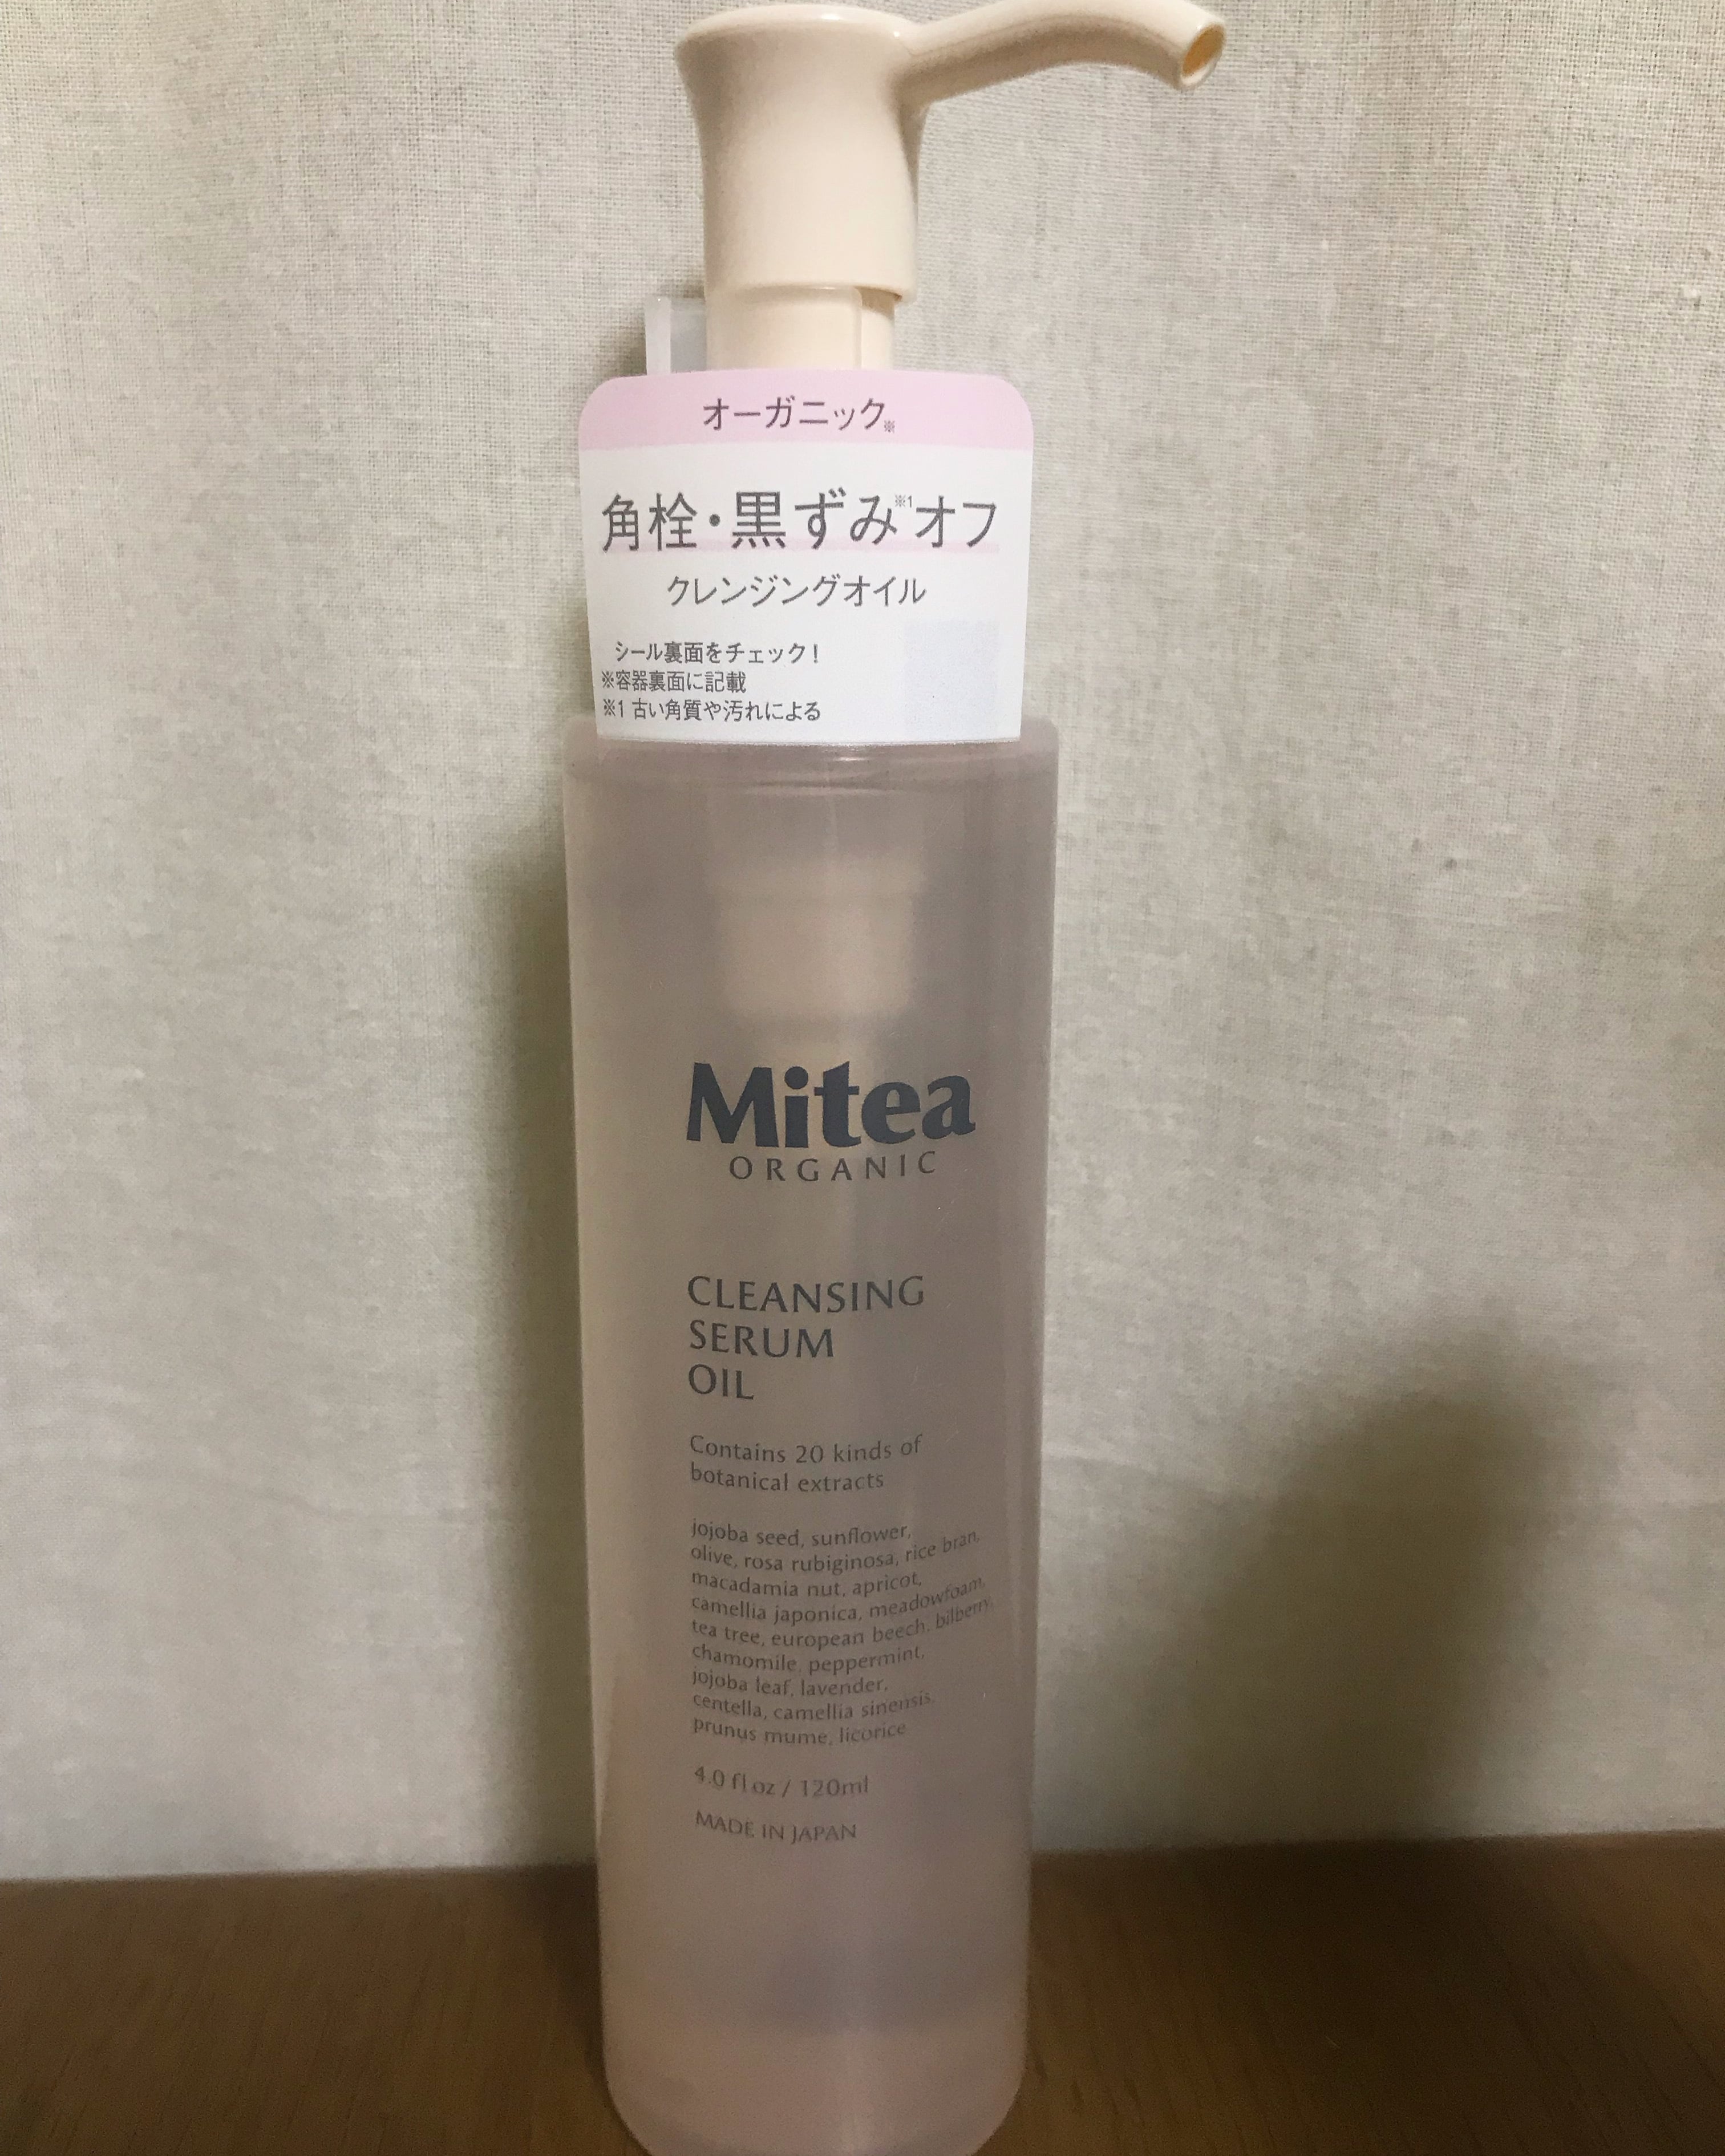 オーガニック※
角栓・黒ずみ※1オフ
クレンジングオイル
シール裏面をチェック！
※容器裏面に記載
※1 古い角質や汚れによる
Mitea
ORGANIC
CLEANSING
SERUM
OIL
Contains 20 kinds of
botanical extracts
jojoba seed, sunflower,
olive, rosa rubiginosa, rice bran,
macadamia nut, apricot,
camellia japonica, meadowfoam,
tea tree, european beech, bilberry,
chamomile, peppermint,
jojoba leaf, lavender,
centella, camellia sinensis,
prunus mume, licorice
4.0 fl oz / 120ml
MADE IN JAPAN